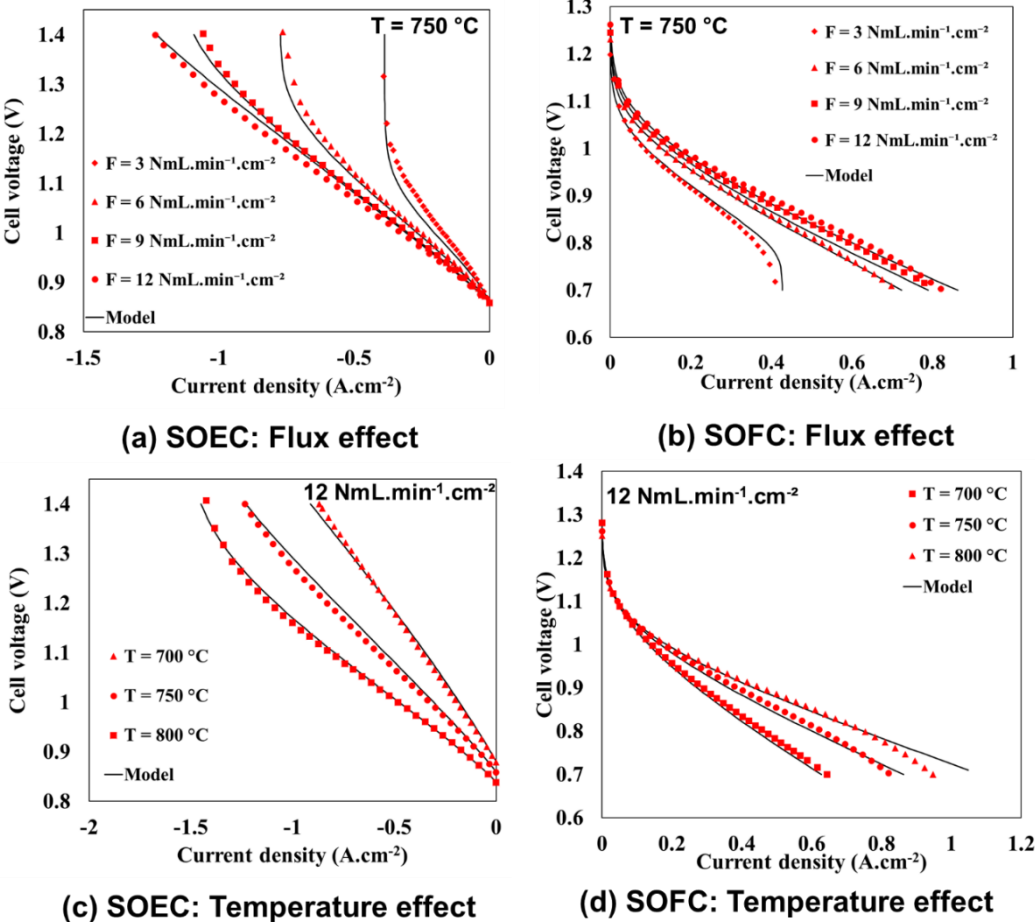 T = 750 °C
1.4
1.3
1.2
1.1
1
0.9
0.8
Cell voltage (V)
F = 3 NmL.min⁻¹.cm⁻²
F = 6 NmL.min⁻¹.cm⁻²
F = 9 NmL.min⁻¹.cm⁻²
F = 12 NmL.min⁻¹.cm⁻²
Model
-1.5 -1 -0.5 0
Current density (A.cm⁻²)
(a) SOEC: Flux effect
T = 750 °C
1.3
1.2
1.1
1
0.9
0.8
0.7
0.6
Cell voltage (V)
F = 3 NmL.min⁻¹.cm⁻²
F = 6 NmL.min⁻¹.cm⁻²
F = 9 NmL.min⁻¹.cm⁻²
F = 12 NmL.min⁻¹.cm⁻²
Model
0 0.2 0.4 0.6 0.8 1
Current density (A.cm⁻²)
(b) SOFC: Flux effect
12 NmL.min⁻¹.cm⁻²
1.4
1.3
1.2
1.1
1
0.9
0.8
Cell voltage (V)
T = 700 °C
T = 750 °C
T = 800 °C
Model
-2 -1.5 -1 -0.5 0
Current density (A.cm⁻²)
(c) SOEC: Temperature effect
12 NmL.min⁻¹.cm⁻²
1.4
1.3
1.2
1.1
1
0.9
0.8
0.7
0.6
Cell voltage (V)
T = 700 °C
T = 750 °C
T = 800 °C
Model
0 0.2 0.4 0.6 0.8 1 1.2
Current density (A.cm⁻²)
(d) SOFC: Temperature effect